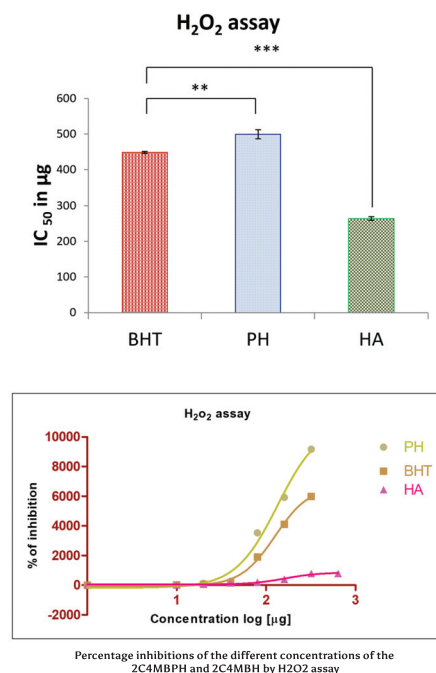 H₂O₂ assay
***
**
600
500
400
300
200
100
0
IC 50 in µg
BHT PH HA
H₂o₂ assay
10000
8000
6000
4000
2000
0
-2000
% of inhibition
PH
BHT
HA
1 2 3
Concentration log [µg]
Percentage inhibitions of the different concentrations of the
2C4MBPH and 2C4MBH by H2O2 assay